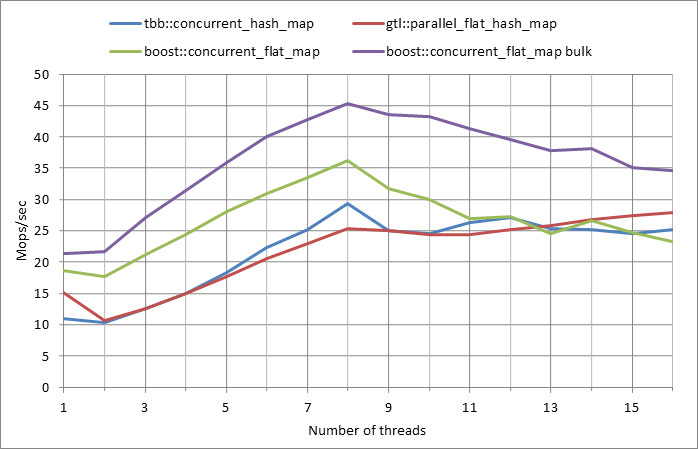 tbb::concurrent_hash_map gtl::parallel_flat_hash_map
boost::concurrent_flat_map boost::concurrent_flat_map bulk
50
45
40
35
30
25
20
15
10
5
0
Mops/sec
1 3 5 7 9 11 13 15
Number of threads